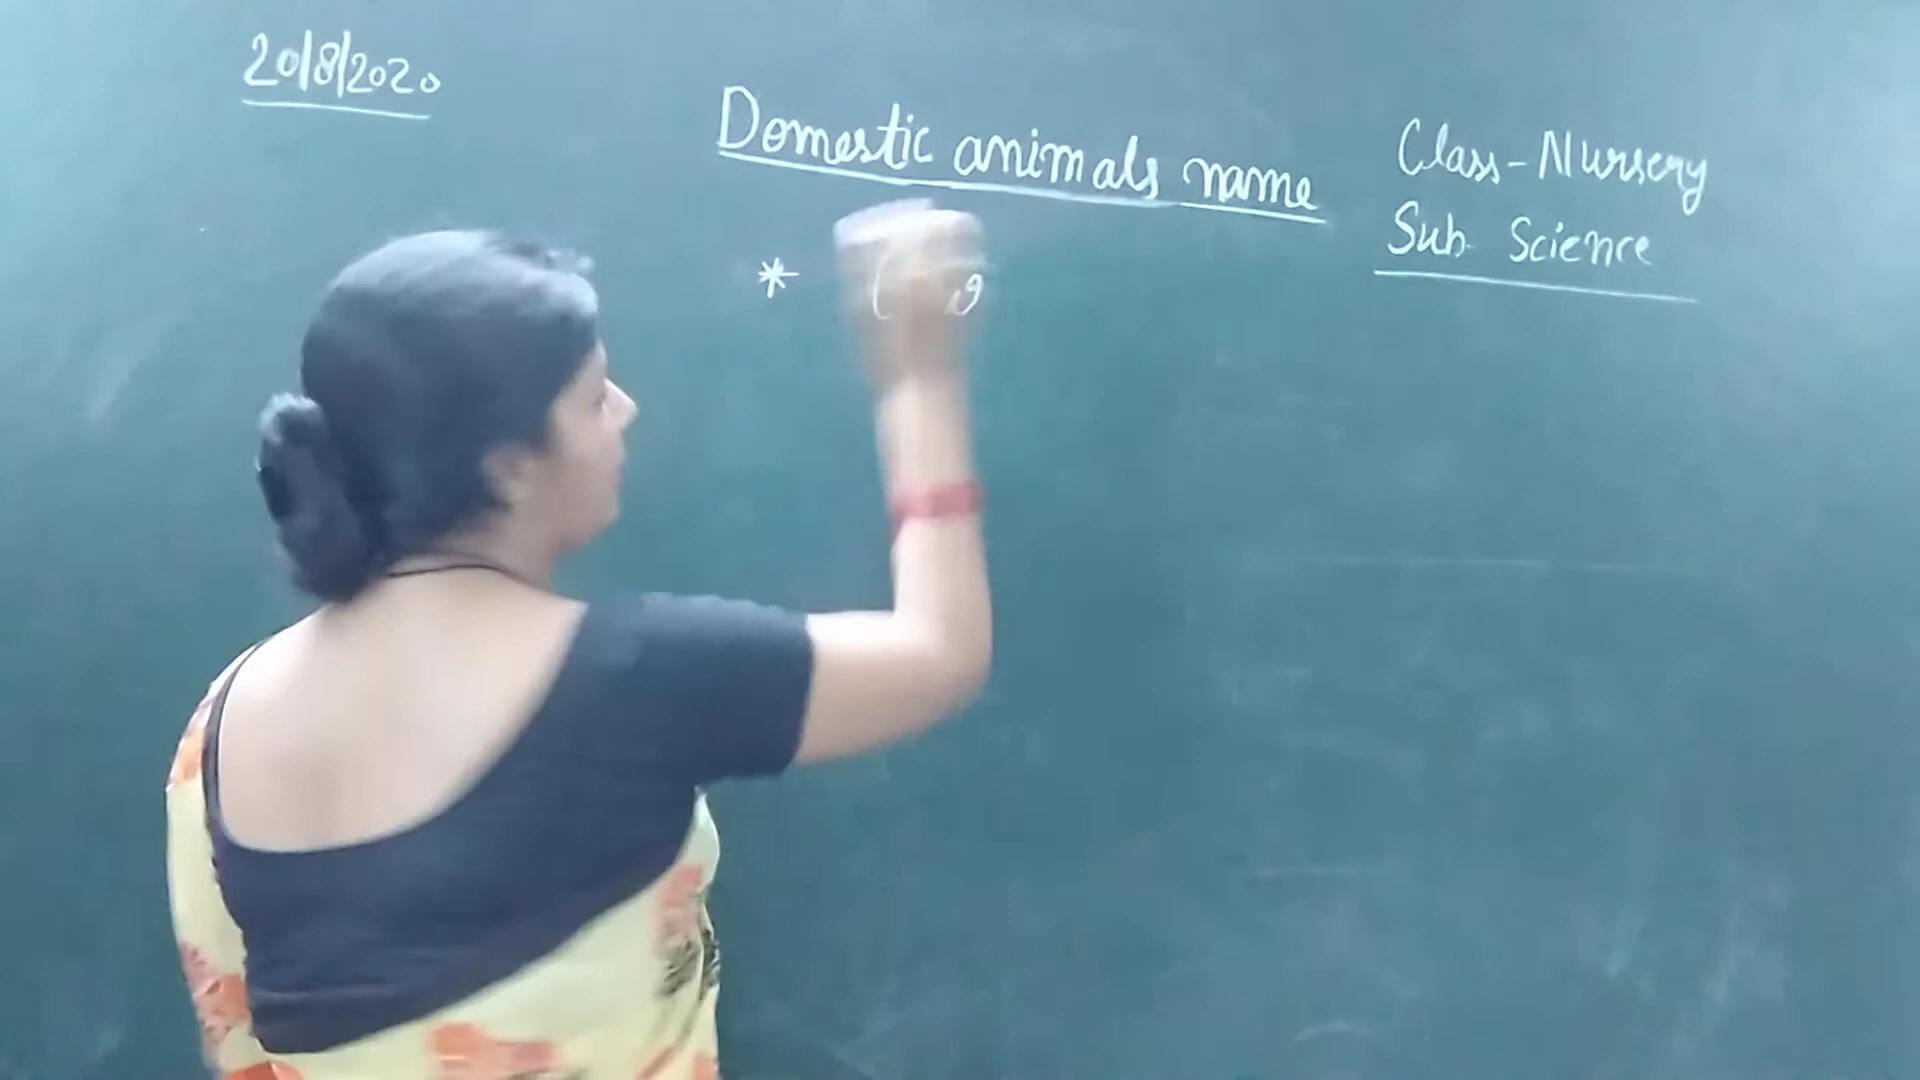 20/8/2020
Domestic animals name
Class-Nursery
Sub- Science
*